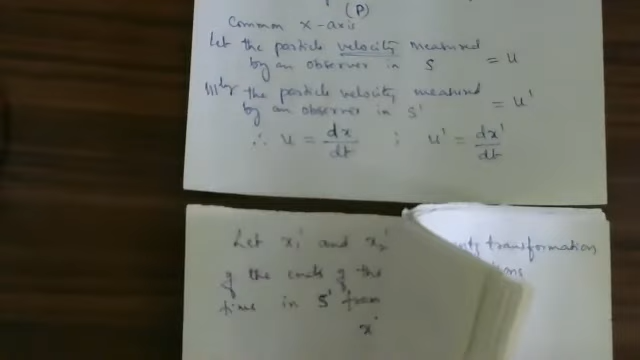 (P)
Common x-axis
Let the particle velocity measured
by an observer in S = u
|||ly the particle velocity measured
by an observer in S' = u'
∴ u = dx/dt ; u' = dx'/dt
Let x₁' and x₂'
of the ends of the
time in S' from
x'
transformation